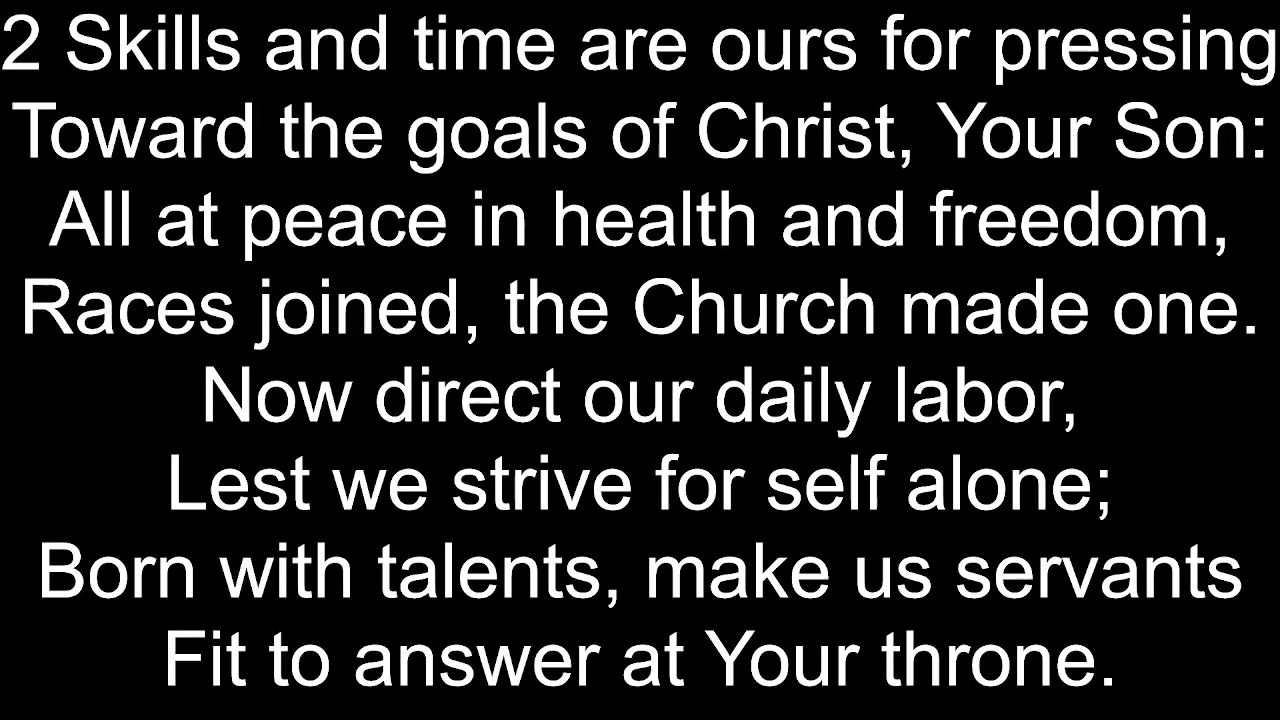 2 Skills and time are ours for pressing
Toward the goals of Christ, Your Son:
All at peace in health and freedom,
Races joined, the Church made one.
Now direct our daily labor,
Lest we strive for self alone;
Born with talents, make us servants
Fit to answer at Your throne.